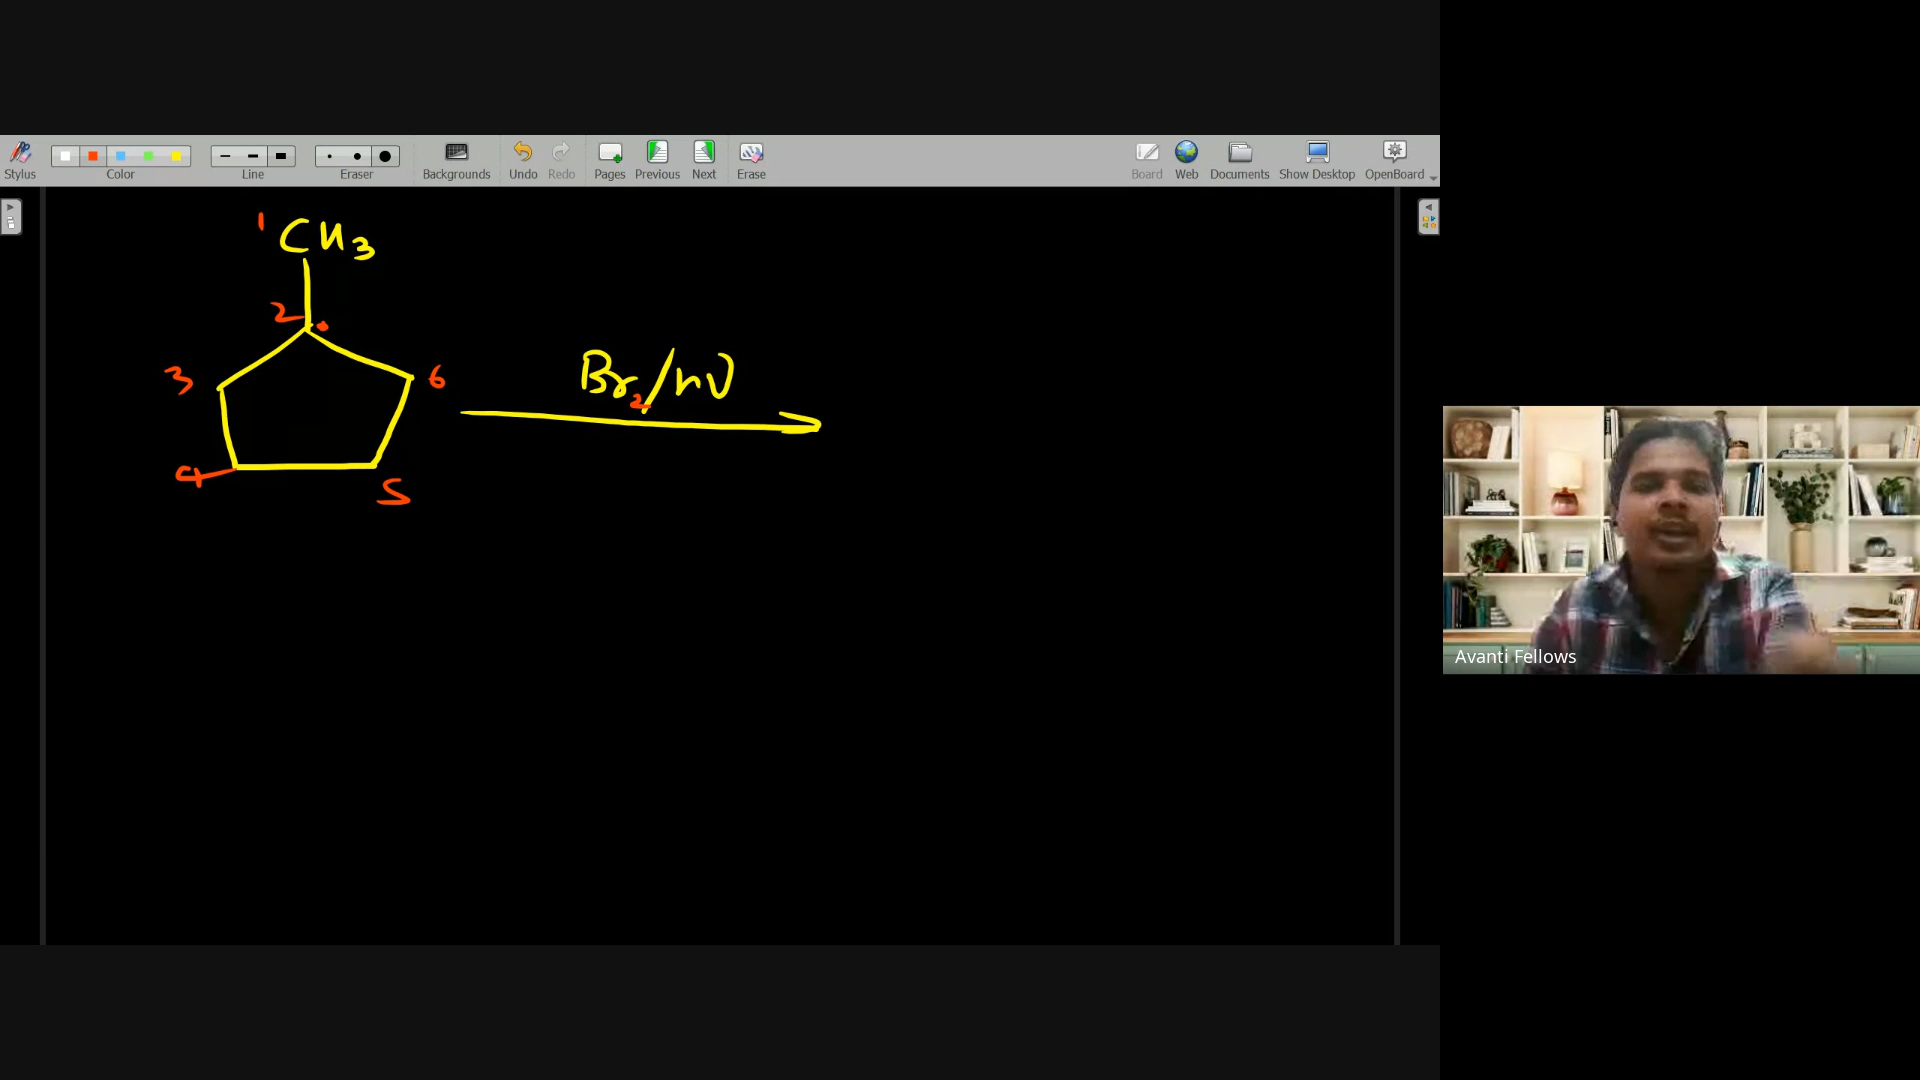 Stylus
Color
Line
Eraser
Backgrounds
Undo
Redo
Pages
Previous
Next
Erase
Board
Web
Documents
Show Desktop
OpenBoard
1 CH3
2
3
6
Br2/hν
4
5
Avanti Fellows